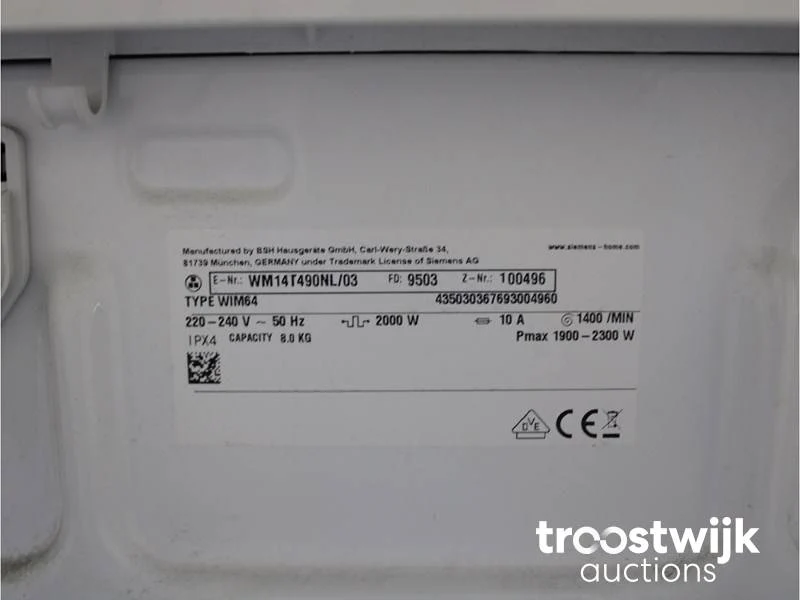 Manufactured by BSH Hausgeräte GmbH, Carl-Wery-Straße 34, www.siemens-home.com
81739 München, GERMANY under Trademark License of Siemens AG
E-Nr.: WM14T490NL/03 FD: 9503 Z-Nr.: 100496
TYPE WIM64 435030367693004960
220-240 V ~ 50 Hz 2000 W 10 A 1400 /MIN
IPX4 CAPACITY 8.0 KG Pmax 1900-2300 W
DVE CE
troostwijk
auctions